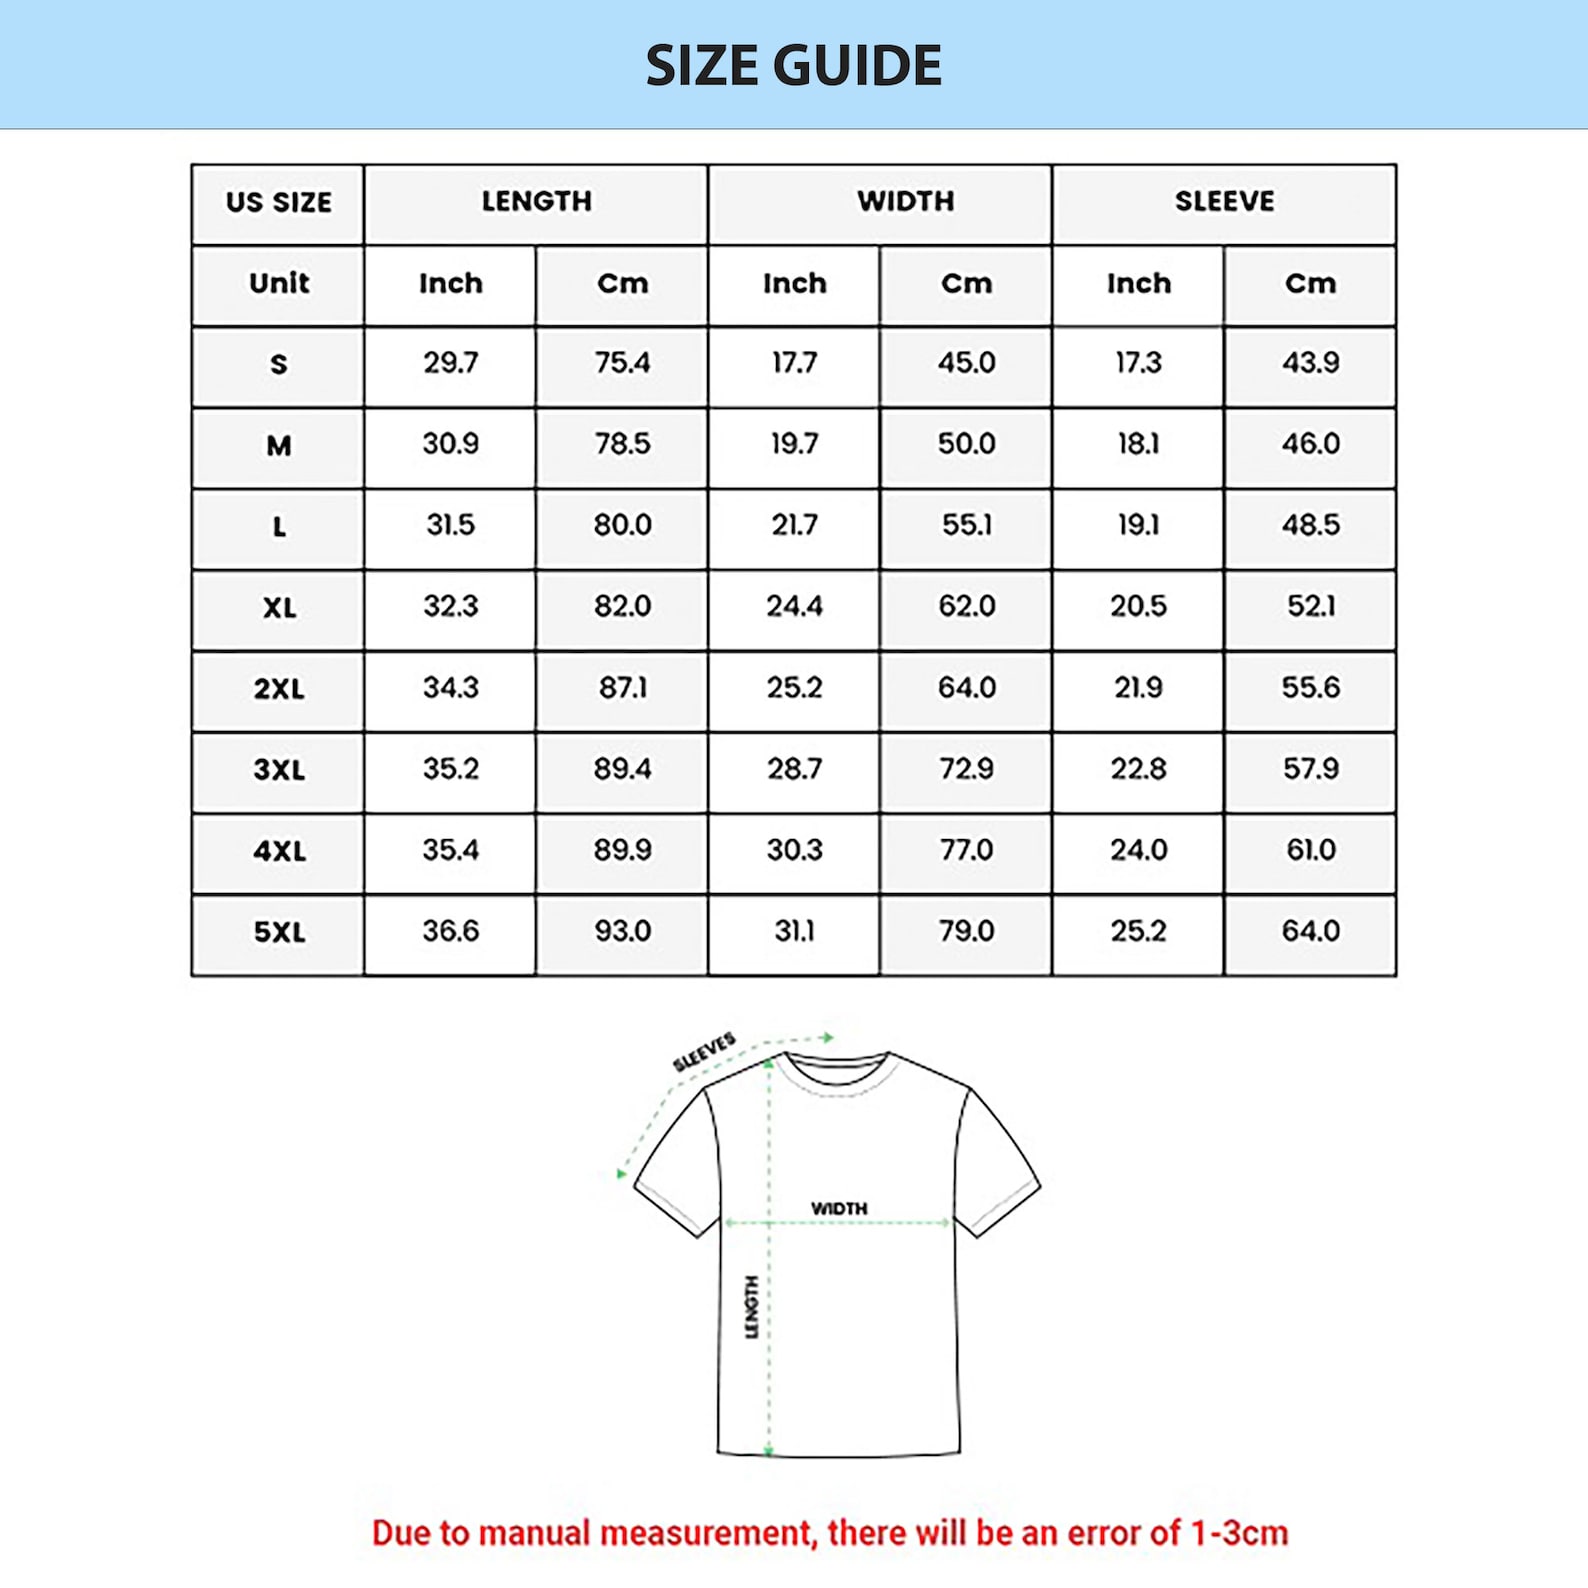 SIZE GUIDE
US SIZE LENGTH WIDTH SLEEVE
Unit Inch Cm Inch Cm Inch Cm
S 29.7 75.4 17.7 45.0 17.3 43.9
M 30.9 78.5 19.7 50.0 18.1 46.0
L 31.5 80.0 21.7 55.1 19.1 48.5
XL 32.3 82.0 24.4 62.0 20.5 52.1
2XL 34.3 87.1 25.2 64.0 21.9 55.6
3XL 35.2 89.4 28.7 72.9 22.8 57.9
4XL 35.4 89.9 30.3 77.0 24.0 61.0
5XL 36.6 93.0 31.1 79.0 25.2 64.0
SLEEVES
WIDTH
LENGTH
Due to manual measurement, there will be an error of 1-3cm